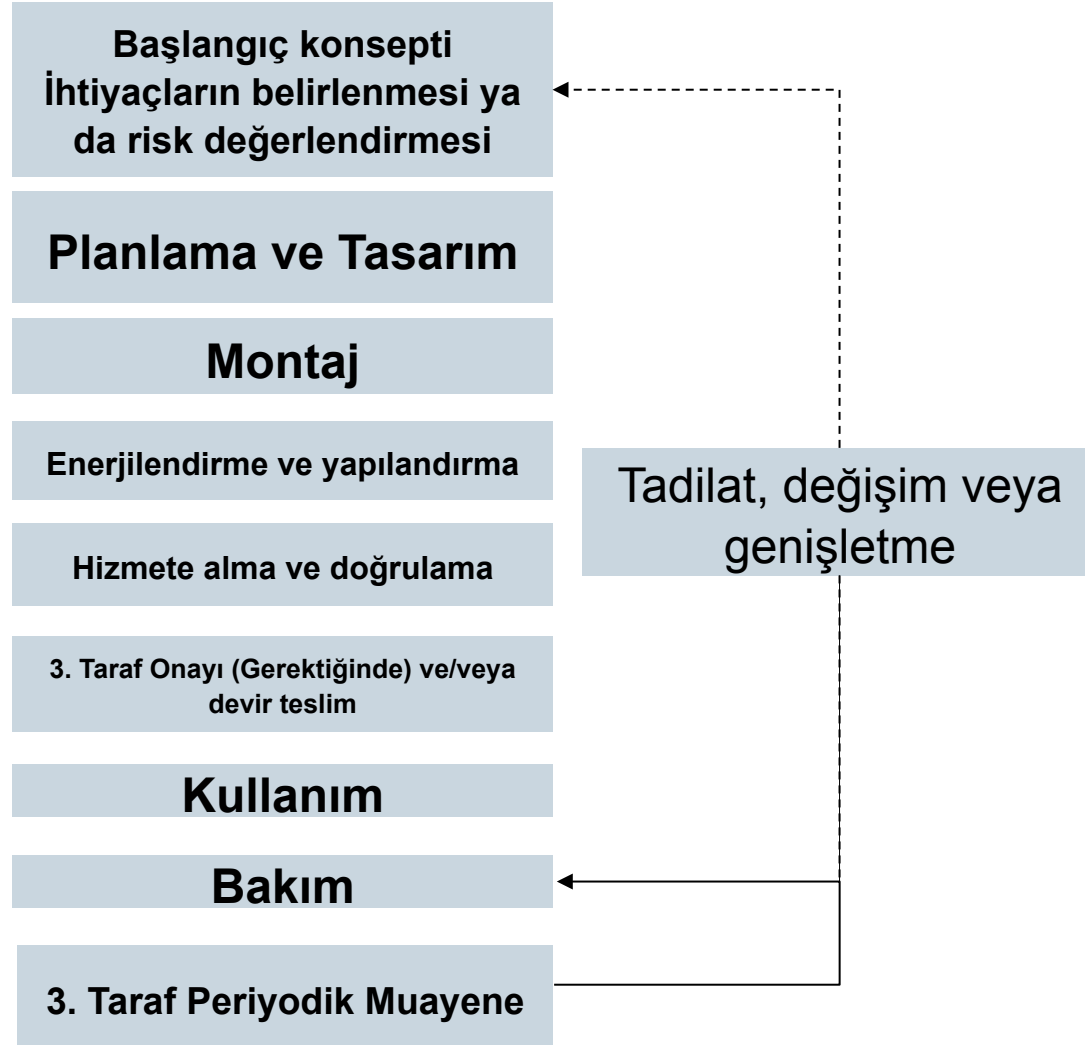 Başlangıç konsepti
İhtiyaçların belirlenmesi ya
da risk değerlendirmesi
Planlama ve Tasarım
Montaj
Enerjilendirme ve yapılandırma
Hizmete alma ve doğrulama
3. Taraf Onayı (Gerektiğinde) ve/veya
devir teslim
Kullanım
Bakım
3. Taraf Periyodik Muayene
Tadilat, değişim veya
genişletme